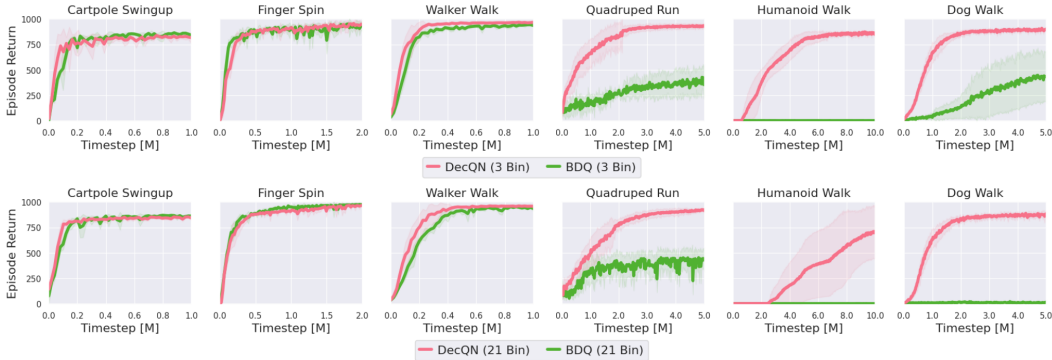 Cartpole Swingup Finger Spin Walker Walk Quadruped Run Humanoid Walk Dog Walk
Episode Return
1000
750
500
250
0
0.0 0.2 0.4 0.6 0.8 1.0 0.0 0.5 1.0 1.5 2.0 0.0 0.2 0.4 0.6 0.8 1.0 0.0 1.0 2.0 3.0 4.0 5.0 0.0 2.0 4.0 6.0 8.0 10.0 0.0 1.0 2.0 3.0 4.0 5.0
Timestep [M] Timestep [M] Timestep [M] Timestep [M] Timestep [M] Timestep [M]
DecQN (3 Bin) BDQ (3 Bin)
Cartpole Swingup Finger Spin Walker Walk Quadruped Run Humanoid Walk Dog Walk
Episode Return
1000
750
500
250
0
0.0 0.2 0.4 0.6 0.8 1.0 0.0 0.5 1.0 1.5 2.0 0.0 0.2 0.4 0.6 0.8 1.0 0.0 1.0 2.0 3.0 4.0 5.0 0.0 2.0 4.0 6.0 8.0 10.0 0.0 1.0 2.0 3.0 4.0 5.0
Timestep [M] Timestep [M] Timestep [M] Timestep [M] Timestep [M] Timestep [M]
DecQN (21 Bin) BDQ (21 Bin)